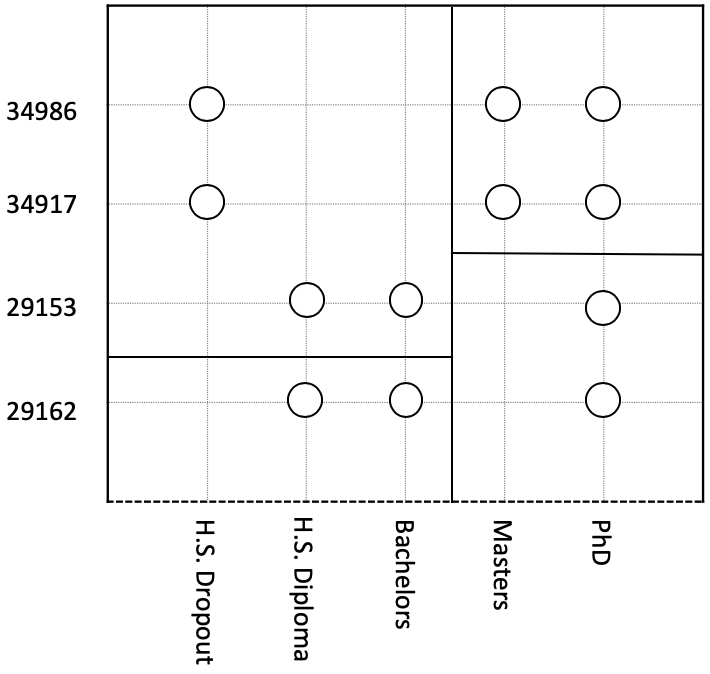 34986
34917
29153
29162
H.S. Dropout
H.S. Diploma
Bachelors
Masters
PhD